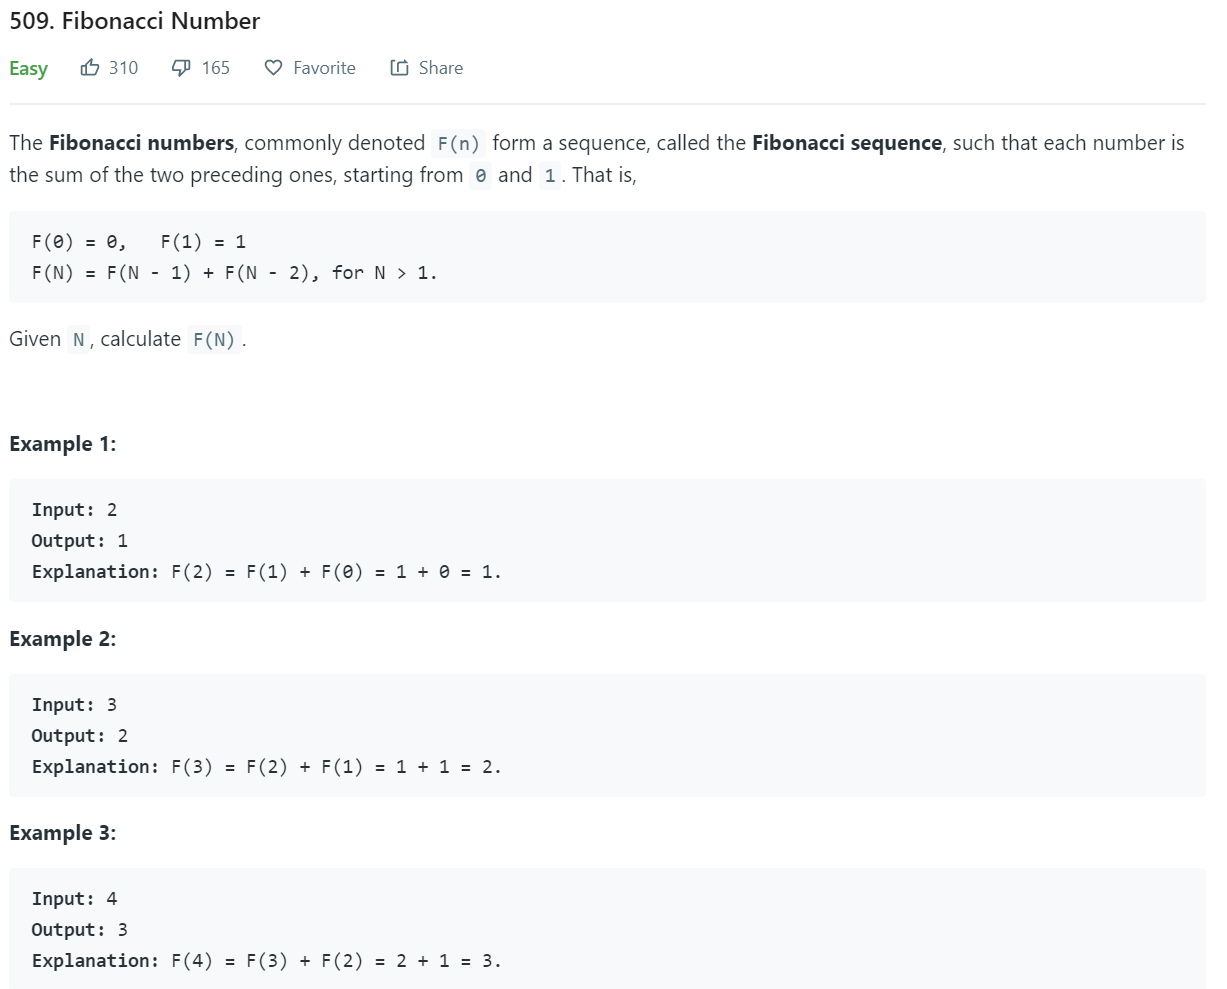 509. Fibonacci Number
Easy 310 165 Favorite Share
The Fibonacci numbers, commonly denoted F(n) form a sequence, called the Fibonacci sequence, such that each number is
the sum of the two preceding ones, starting from 0 and 1. That is,
F(0) = 0,   F(1) = 1
F(N) = F(N - 1) + F(N - 2), for N > 1.
Given N, calculate F(N).
Example 1:
Input: 2
Output: 1
Explanation: F(2) = F(1) + F(0) = 1 + 0 = 1.
Example 2:
Input: 3
Output: 2
Explanation: F(3) = F(2) + F(1) = 1 + 1 = 2.
Example 3:
Input: 4
Output: 3
Explanation: F(4) = F(3) + F(2) = 2 + 1 = 3.